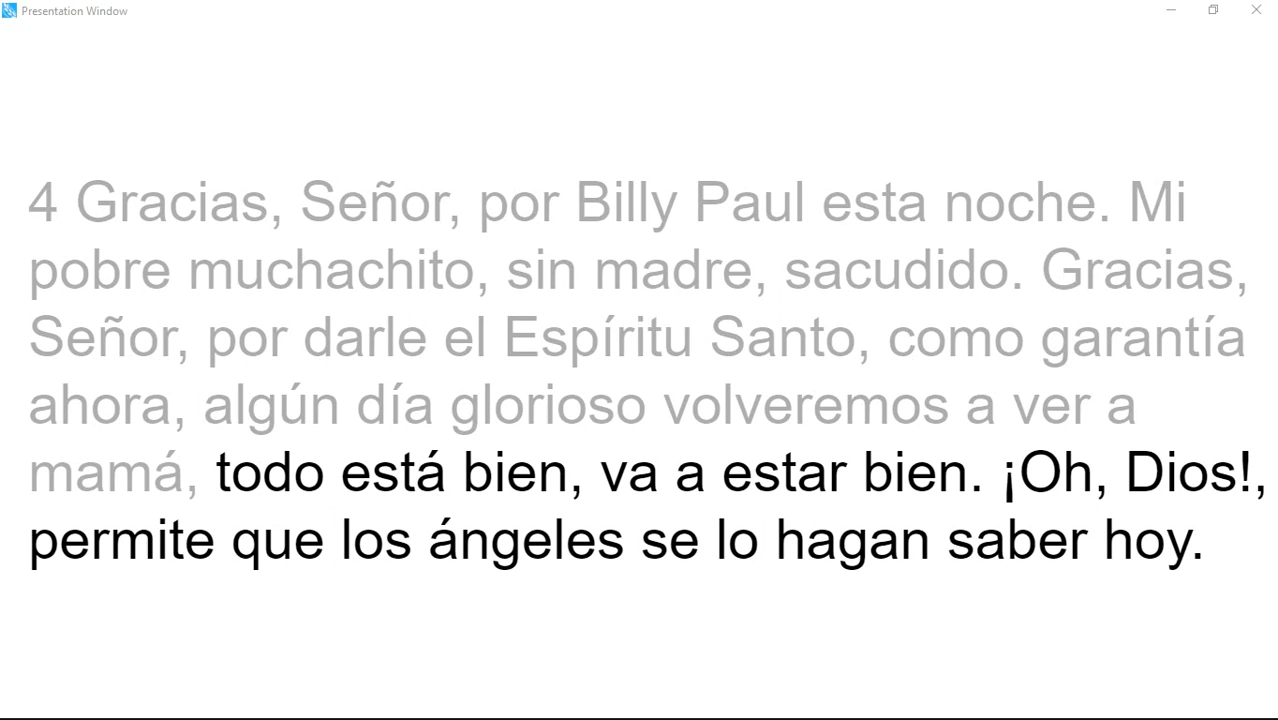 Presentation Window
4 Gracias, Señor, por Billy Paul esta noche. Mi
pobre muchachito, sin madre, sacudido. Gracias,
Señor, por darle el Espíritu Santo, como garantía
ahora, algún día glorioso volveremos a ver a
mamá, todo está bien, va a estar bien. ¡Oh, Dios!,
permite que los ángeles se lo hagan saber hoy.